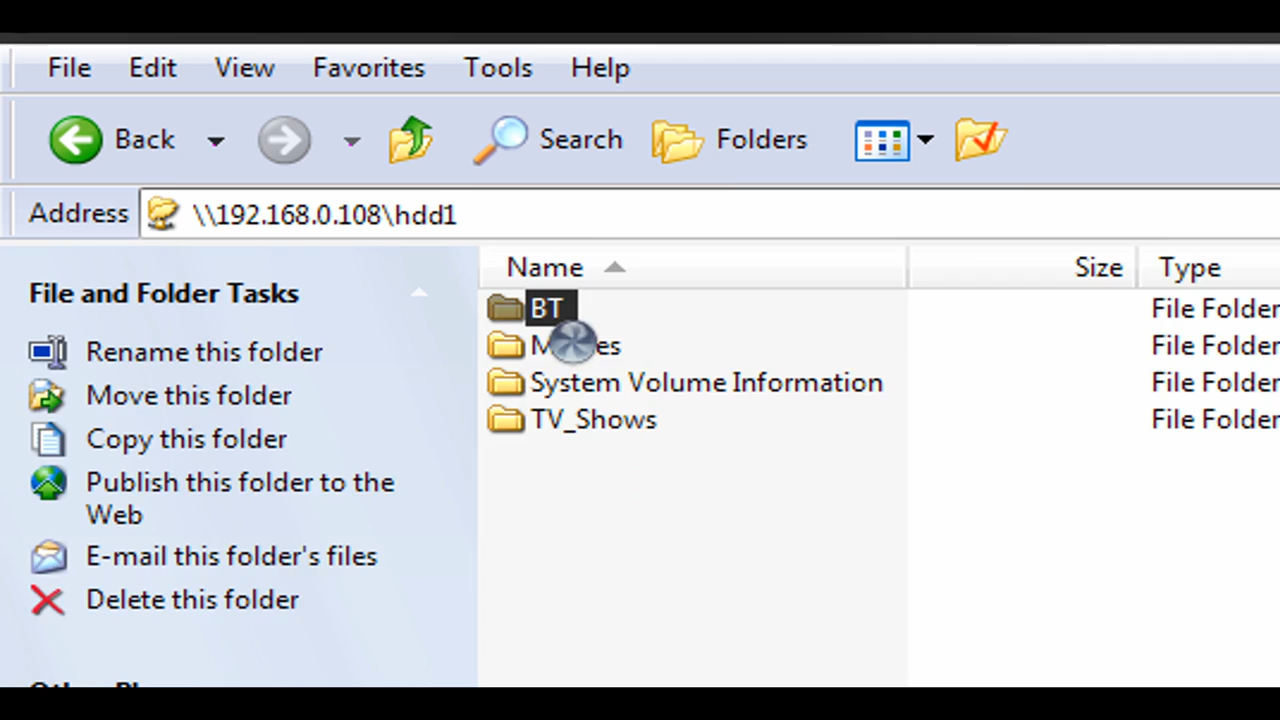 File Edit View Favorites Tools Help
Back Search Folders
Address \\192.168.0.108\hdd1
File and Folder Tasks
Rename this folder
Move this folder
Copy this folder
Publish this folder to the
Web
E-mail this folder's files
Delete this folder
Name Size Type
BT File Folder
File Folder
System Volume Information File Folder
TV_Shows File Folder